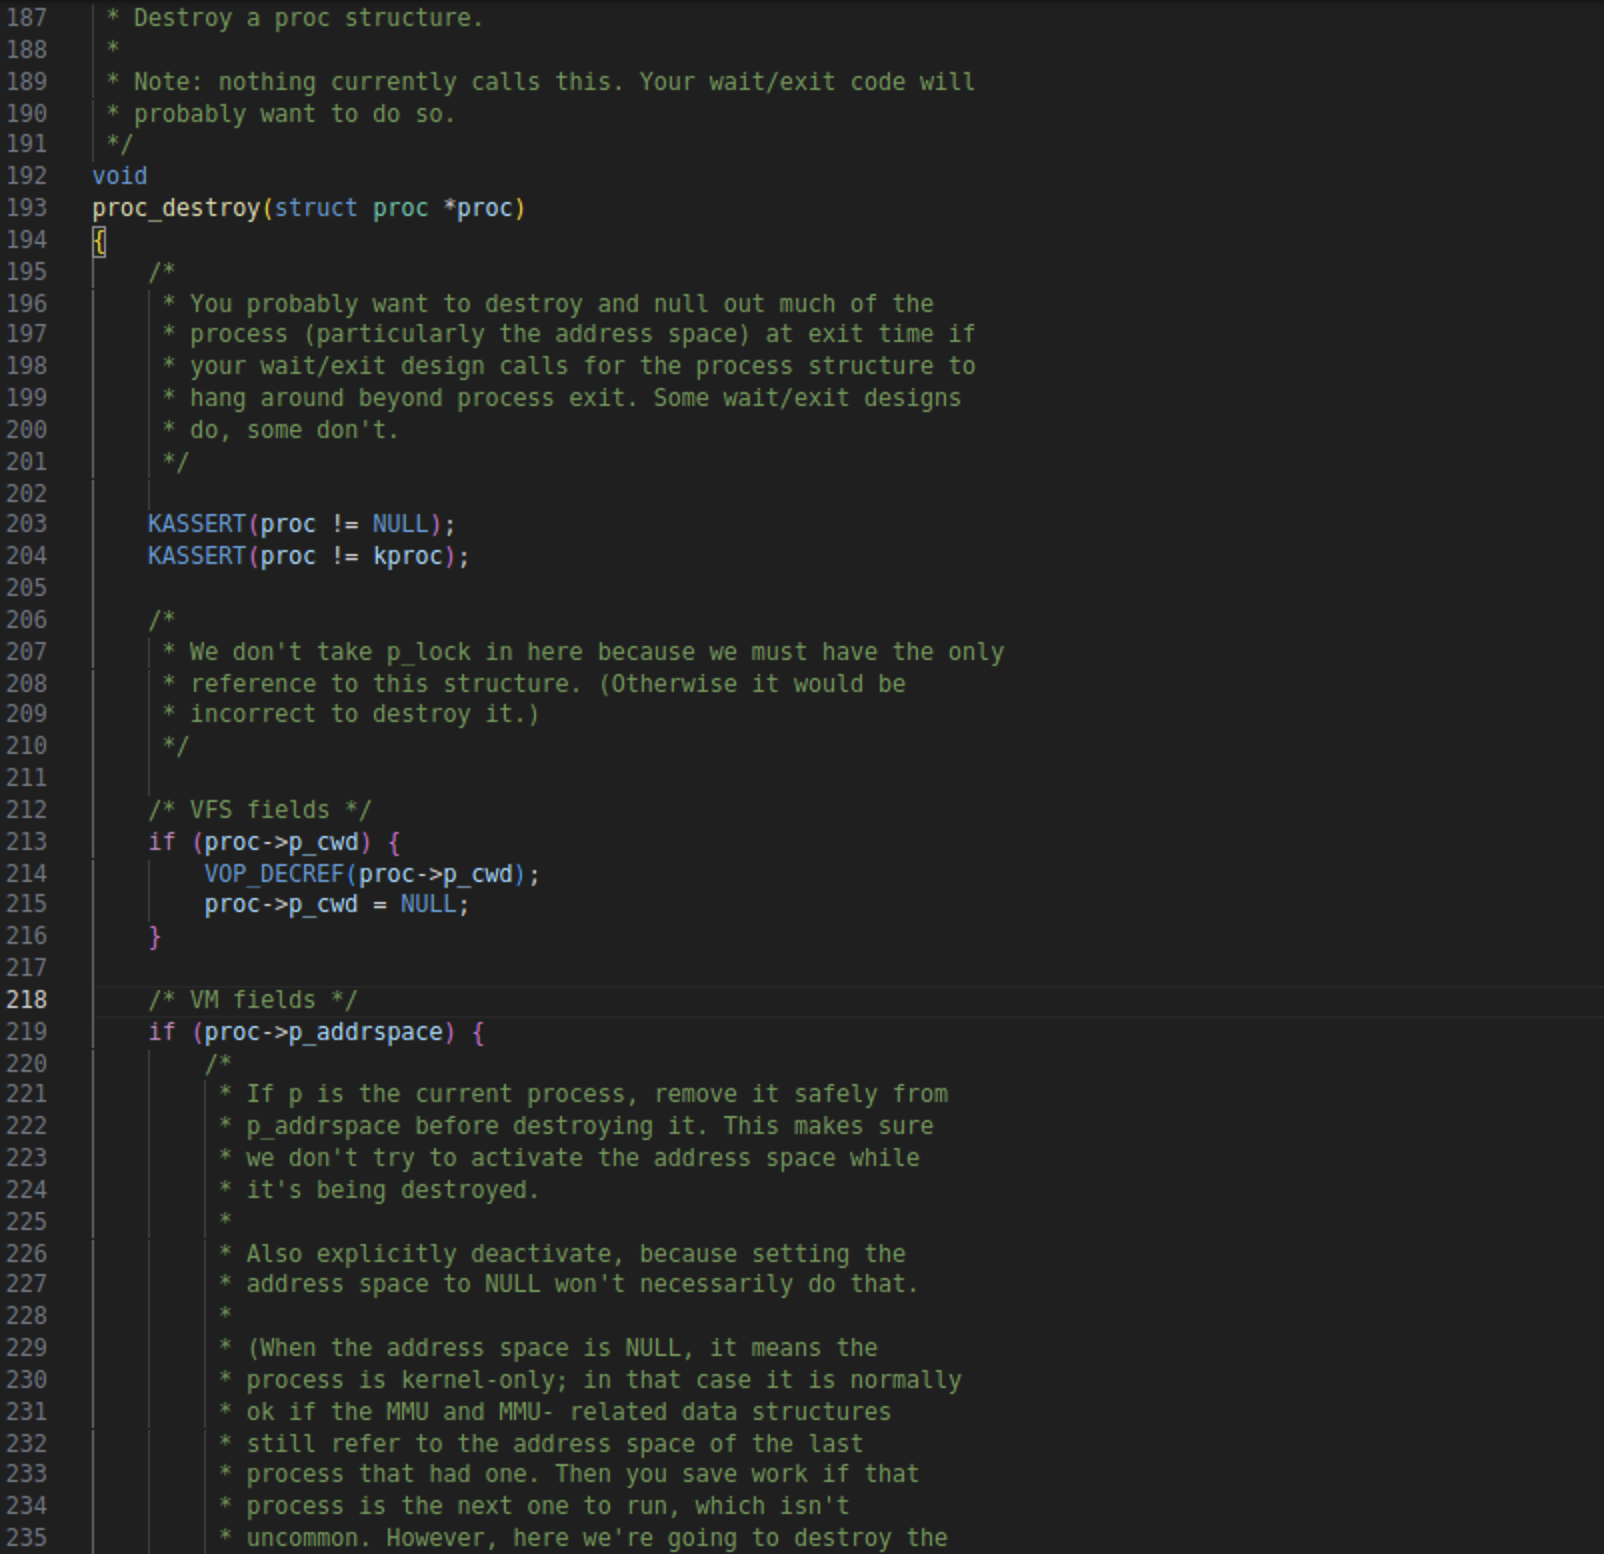 187 * Destroy a proc structure.
188 *
189 * Note: nothing currently calls this. Your wait/exit code will
190 * probably want to do so.
191 */
192 void
193 proc_destroy(struct proc *proc)
194 {
195 /*
196 * You probably want to destroy and null out much of the
197 * process (particularly the address space) at exit time if
198 * your wait/exit design calls for the process structure to
199 * hang around beyond process exit. Some wait/exit designs
200 * do, some don't.
201 */
202
203 KASSERT(proc != NULL);
204 KASSERT(proc != kproc);
205
206 /*
207 * We don't take p_lock in here because we must have the only
208 * reference to this structure. (Otherwise it would be
209 * incorrect to destroy it.)
210 */
211
212 /* VFS fields */
213 if (proc->p_cwd) {
214 VOP_DECREF(proc->p_cwd);
215 proc->p_cwd = NULL;
216 }
217
218 /* VM fields */
219 if (proc->p_addrspace) {
220 /*
221 * If p is the current process, remove it safely from
222 * p_addrspace before destroying it. This makes sure
223 * we don't try to activate the address space while
224 * it's being destroyed.
225 *
226 * Also explicitly deactivate, because setting the
227 * address space to NULL won't necessarily do that.
228 *
229 * (When the address space is NULL, it means the
230 * process is kernel-only; in that case it is normally
231 * ok if the MMU and MMU- related data structures
232 * still refer to the address space of the last
233 * process that had one. Then you save work if that
234 * process is the next one to run, which isn't
235 * uncommon. However, here we're going to destroy the